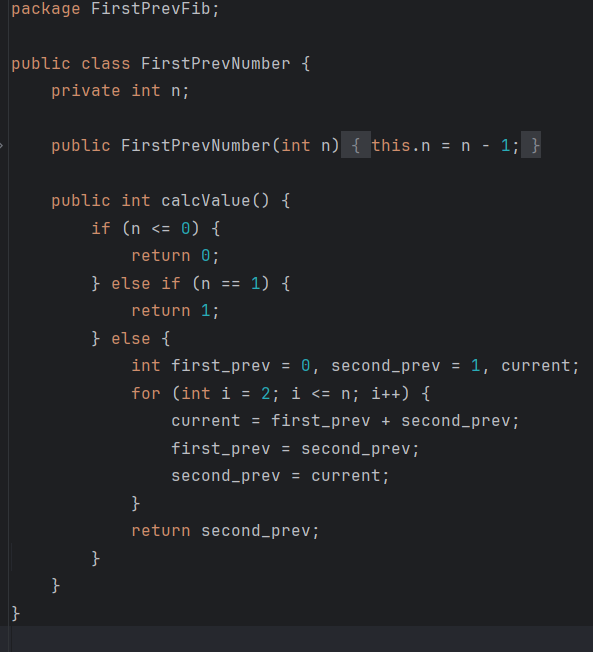 package FirstPrevFib;
public class FirstPrevNumber {
    private int n;
    public FirstPrevNumber(int n) { this.n = n - 1; }
    public int calcValue() {
        if (n <= 0) {
            return 0;
        } else if (n == 1) {
            return 1;
        } else {
            int first_prev = 0, second_prev = 1, current;
            for (int i = 2; i <= n; i++) {
                current = first_prev + second_prev;
                first_prev = second_prev;
                second_prev = current;
            }
            return second_prev;
        }
    }
}